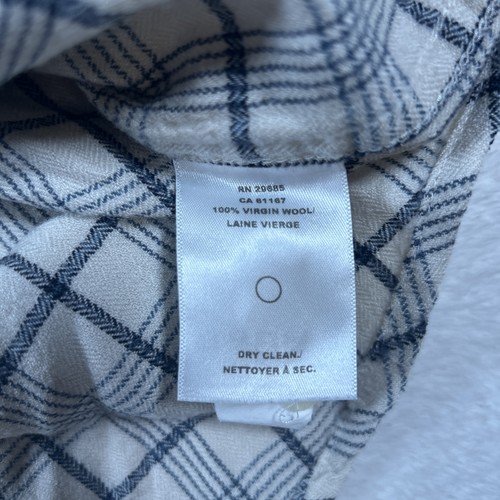 RN 29685
CA 61167
100% VIRGIN WOOL/
LAINE VIERGE
DRY CLEAN./
NETTOYER À SEC.